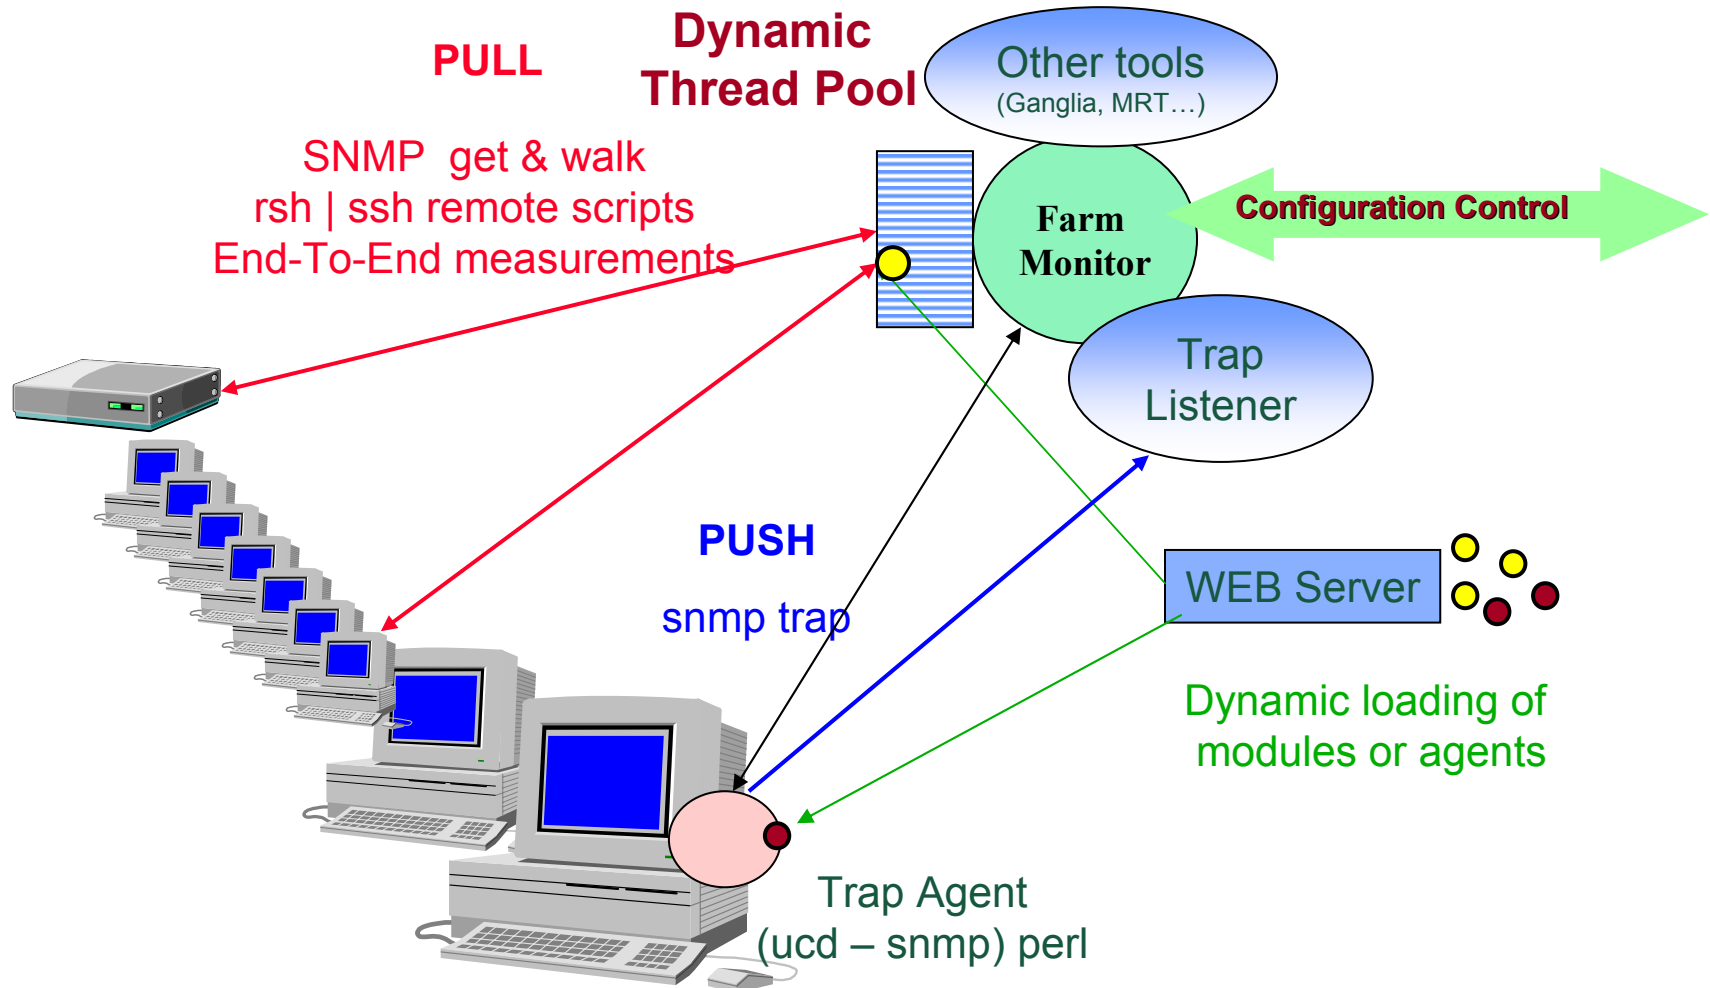 PULL
Dynamic
Thread Pool
Other tools
(Ganglia, MRT…)
SNMP get & walk
rsh | ssh remote scripts
End-To-End measurements
Farm
Monitor
Configuration Control
Trap
Listener
PUSH
snmp trap
WEB Server
Dynamic loading of
modules or agents
Trap Agent
(ucd – snmp) perl